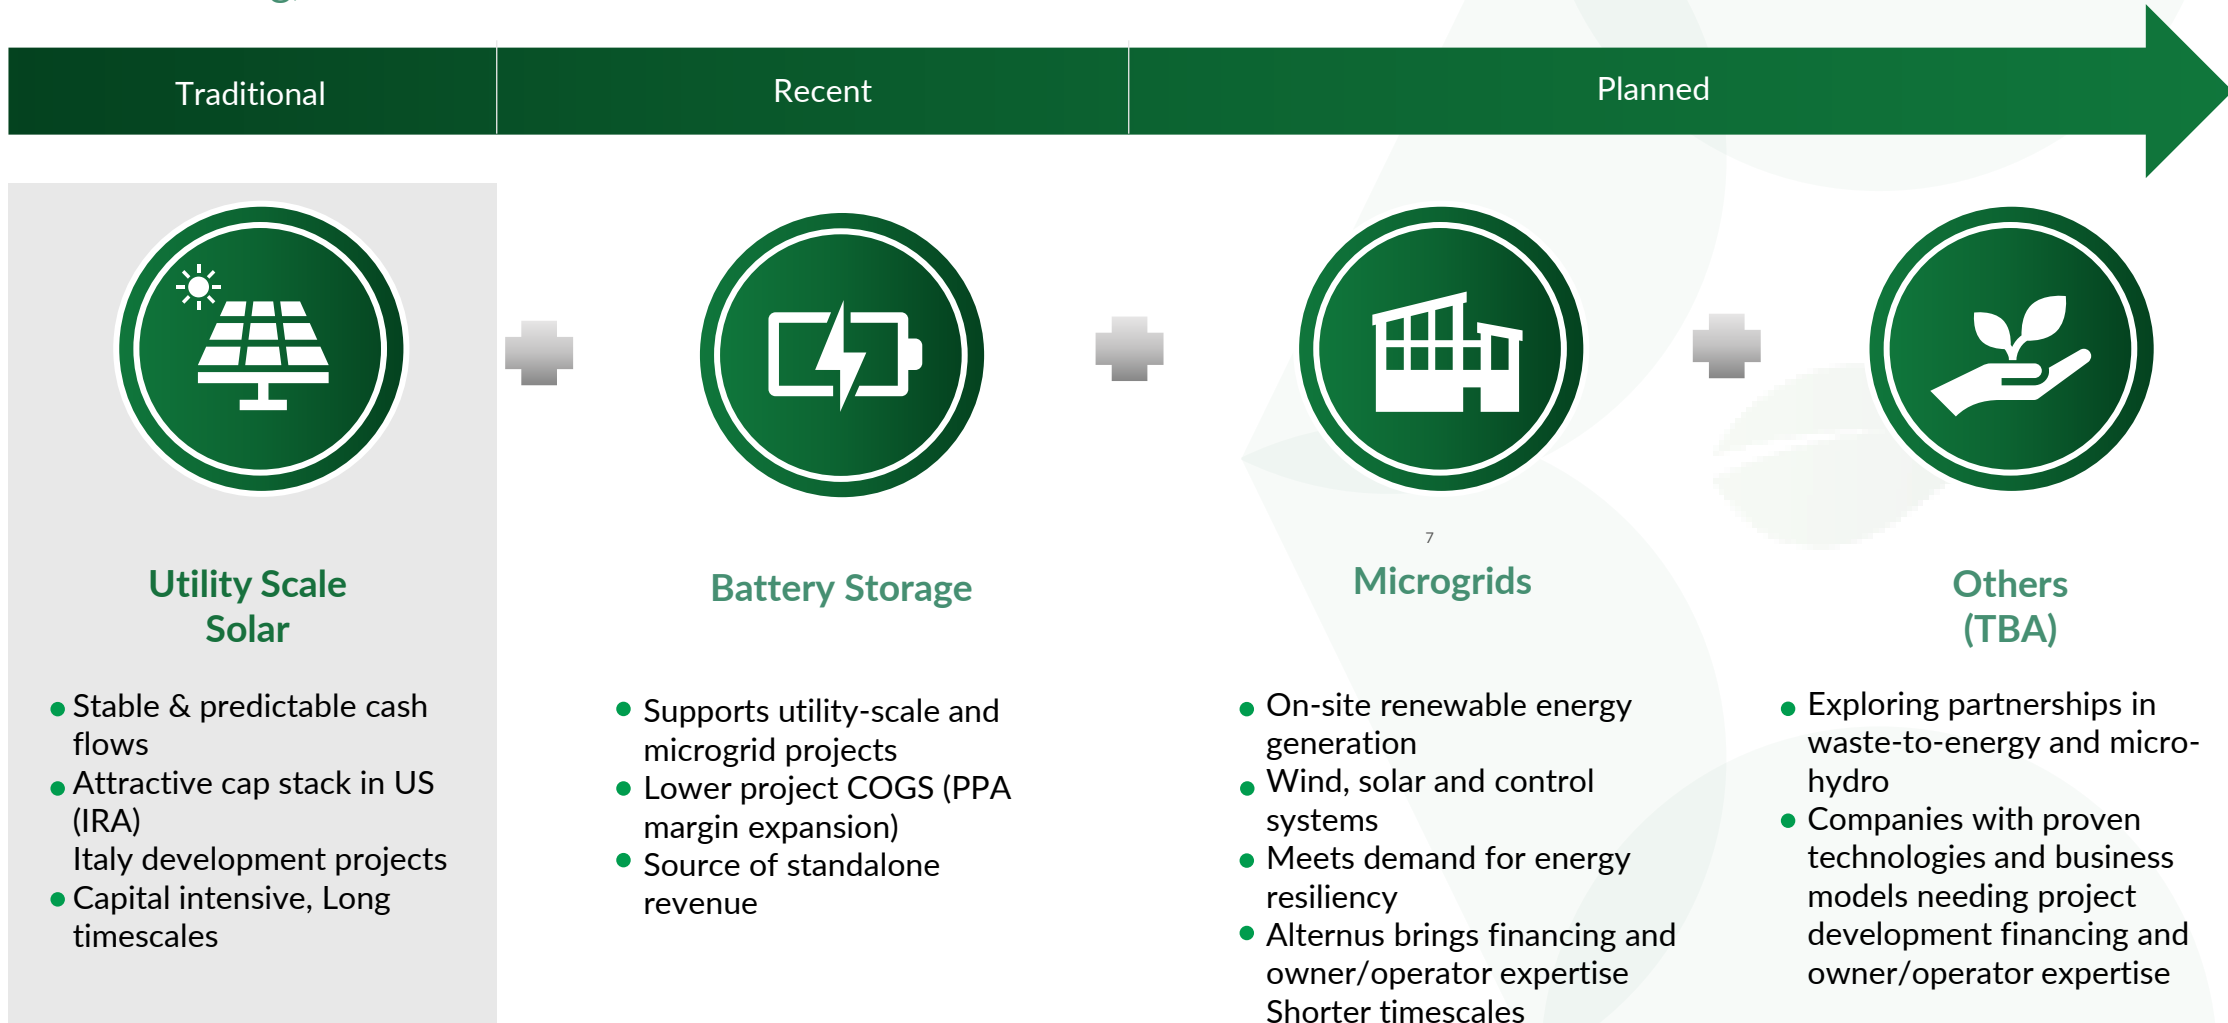 Traditional
Recent
Planned
7
Utility Scale
Solar
Stable & predictable cash
flows
Attractive cap stack in US
(IRA)
Italy development projects
Capital intensive, Long
timescales
Battery Storage
Supports utility-scale and
microgrid projects
Lower project COGS (PPA
margin expansion)
Source of standalone
revenue
Microgrids
On-site renewable energy
generation
Wind, solar and control
systems
Meets demand for energy
resiliency
Alternus brings financing and
owner/operator expertise
Shorter timescales
Others
(TBA)
Exploring partnerships in
waste-to-energy and micro-
hydro
Companies with proven
technologies and business
models needing project
development financing and
owner/operator expertise